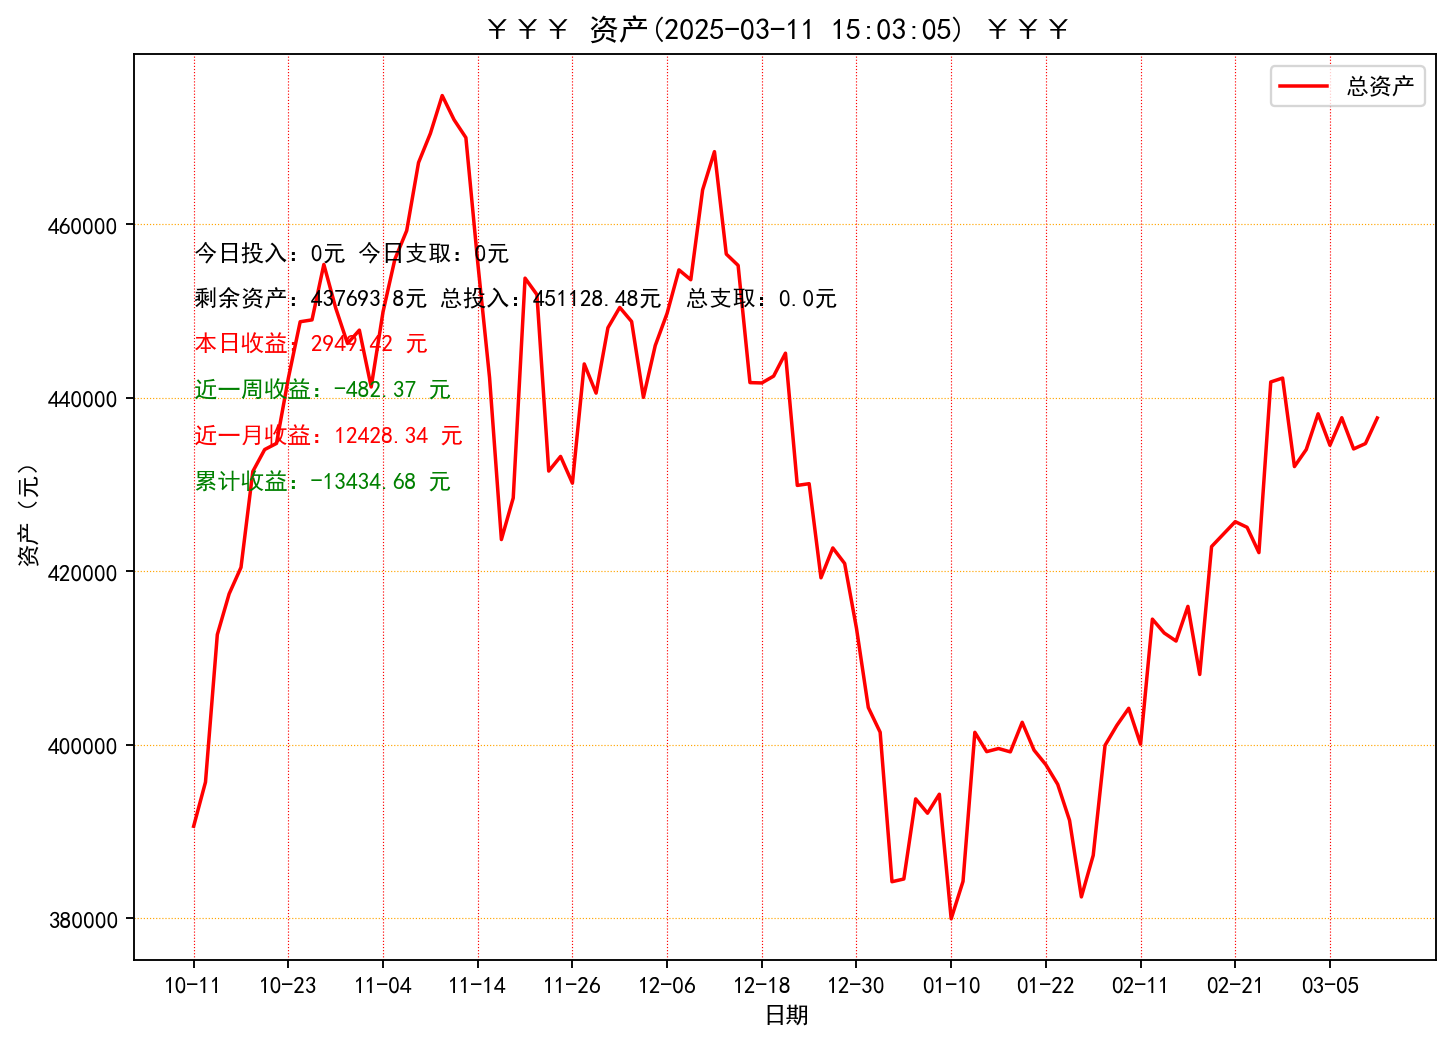 ￥￥￥ 资产(2025-03-11 15:03:05) ￥￥￥
总资产
460000
440000
420000
400000
380000
资产（元）
今日投入：0元 今日支取：0元
剩余资产：437693.8元 总投入：451128.48元  总支取：0.0元
本日收益：2949.42 元
近一周收益：-482.37 元
近一月收益：12428.34 元
累计收益：-13434.68 元
10-11 10-23 11-04 11-14 11-26 12-06 12-18 12-30 01-10 01-22 02-11 02-21 03-05
日期